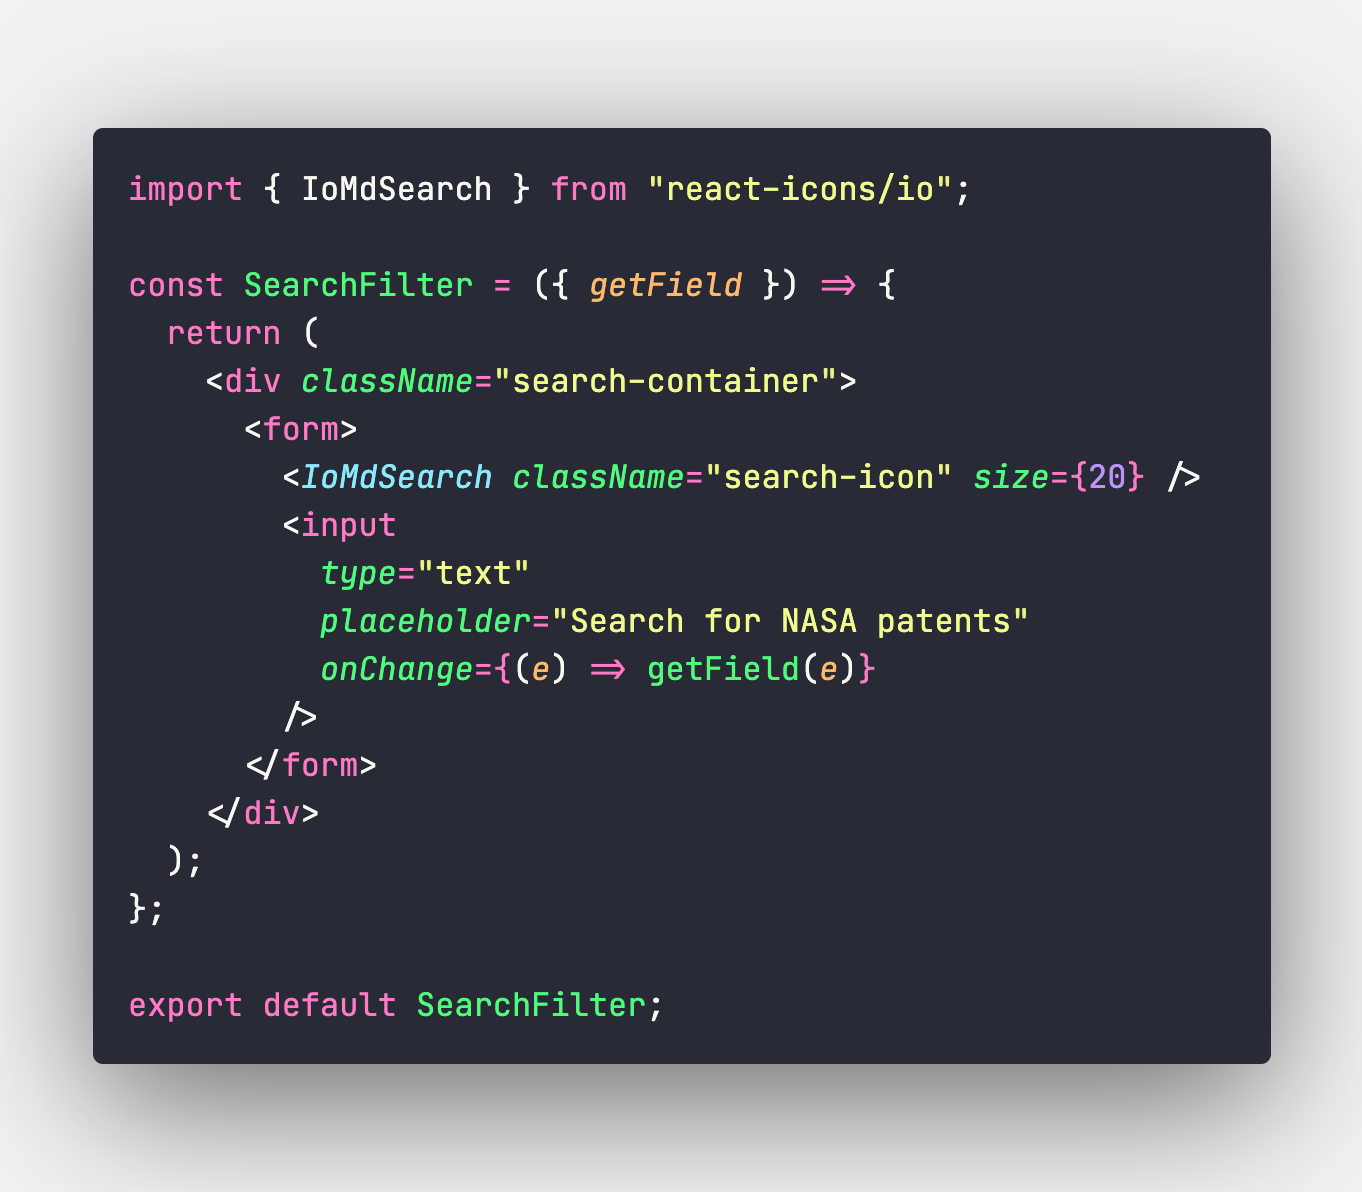 import { IoMdSearch } from "react-icons/io";

const SearchFilter = ({ getField }) => {
  return (
    <div className="search-container">
      <form>
        <IoMdSearch className="search-icon" size={20} />
        <input
          type="text"
          placeholder="Search for NASA patents"
          onChange={(e) => getField(e)}
        />
      </form>
    </div>
  );
};

export default SearchFilter;